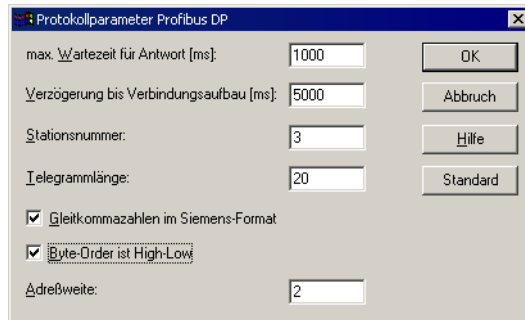 Protokollparameter Profibus DP
max. Wartezeit für Antwort [ms]: 1000 OK
Verzögerung bis Verbindungsaufbau [ms]: 5000 Abbruch
Stationsnummer: 3 Hilfe
Telegrammlänge: 20 Standard
Gleitkommazahlen im Siemens-Format
Byte-Order ist High-Low
Adreßweite: 2